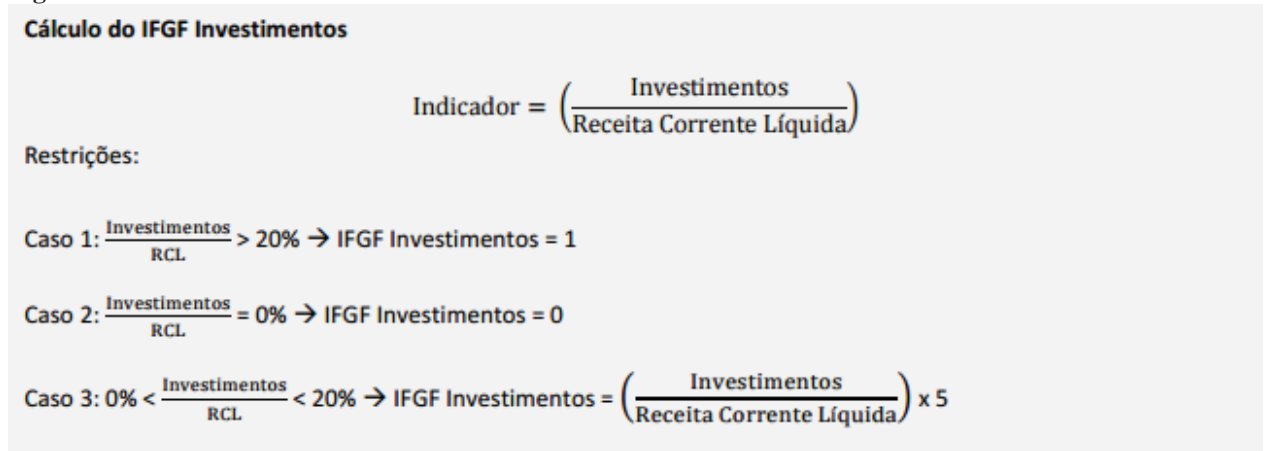 Cálculo do IFGF Investimentos
Indicador = (Investimentos / Receita Corrente Líquida)
Restrições:
Caso 1: Investimentos / RCL > 20% → IFGF Investimentos = 1
Caso 2: Investimentos / RCL = 0% → IFGF Investimentos = 0
Caso 3: 0% < Investimentos / RCL < 20% → IFGF Investimentos = (Investimentos / Receita Corrente Líquida) x 5